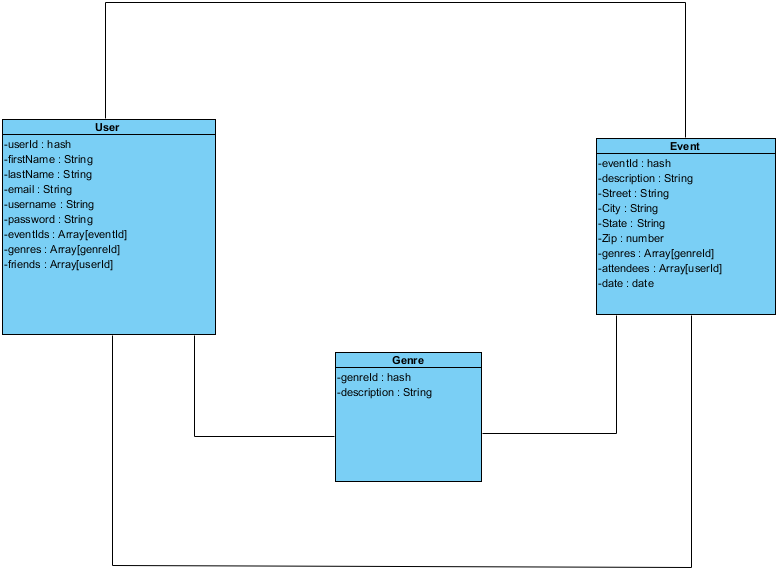 User
-userId : hash
-firstName : String
-lastName : String
-email : String
-username : String
-password : String
-eventIds : Array[eventId]
-genres : Array[genreId]
-friends : Array[userId]
Event
-eventId : hash
-description : String
-Street : String
-City : String
-State : String
-Zip : number
-genres : Array[genreId]
-attendees : Array[userId]
-date : date
Genre
-genreId : hash
-description : String